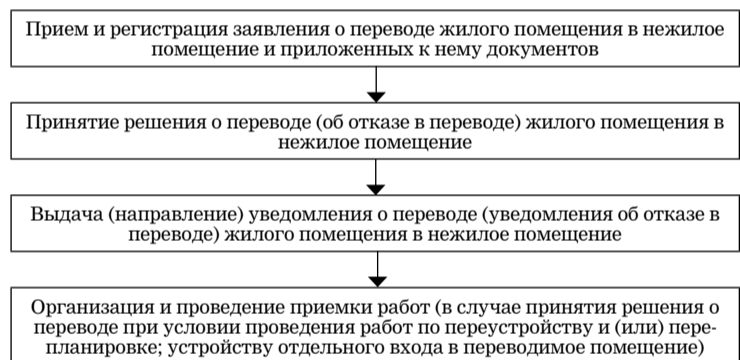 Прием и регистрация заявления о переводе жилого помещения в нежилое
помещение и приложенных к нему документов
Принятие решения о переводе (об отказе в переводе) жилого помещения в
нежилое помещение
Выдача (направление) уведомления о переводе (уведомления об отказе в
переводе) жилого помещения в нежилое помещение
Организация и проведение приемки работ (в случае принятия решения о
переводе при условии проведения работ по переустройству и (или) пере-
планировке; устройству отдельного входа в переводимое помещение)